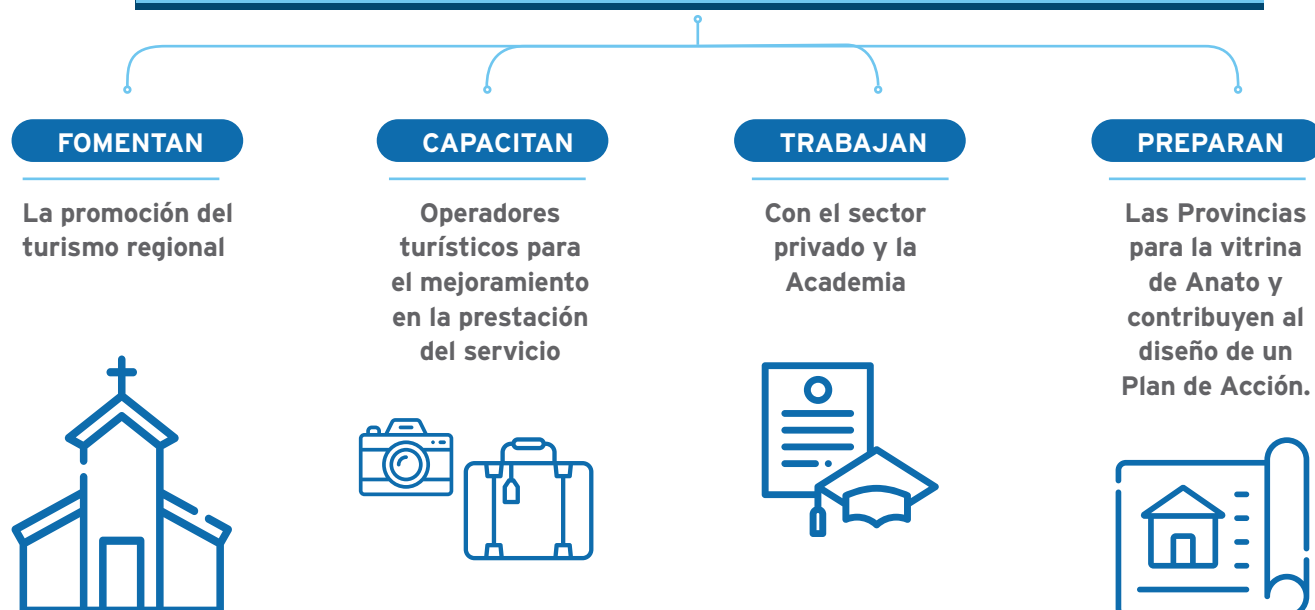 FOMENTAN
La promoción del
turismo regional
CAPACITAN
Operadores
turísticos para
el mejoramiento
en la prestación
del servicio
TRABAJAN
Con el sector
privado y la
Academia
PREPARAN
Las Provincias
para la vitrina
de Anato y
contribuyen al
diseño de un
Plan de Acción.